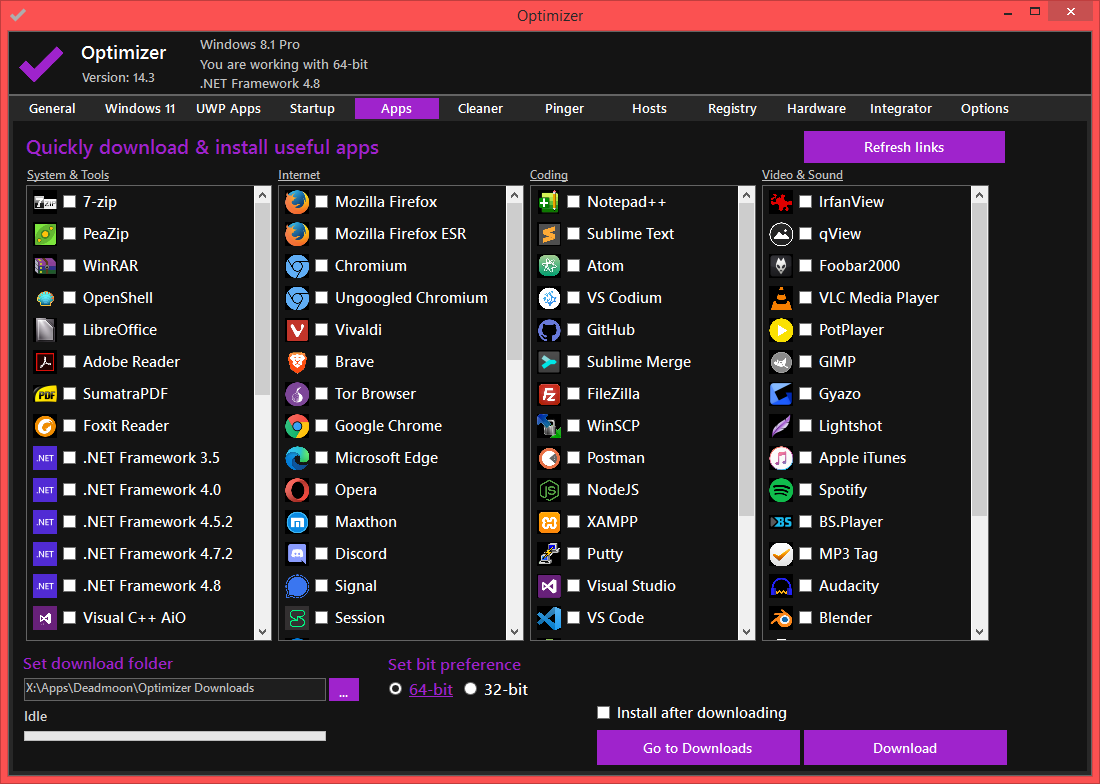 Optimizer
Optimizer
Version: 14.3
Windows 8.1 Pro
You are working with 64-bit
.NET Framework 4.8
General Windows 11 UWP Apps Startup Apps Cleaner Pinger Hosts Registry Hardware Integrator Options
Quickly download & install useful apps
Refresh links
System & Tools
7-zip
PeaZip
WinRAR
OpenShell
LibreOffice
Adobe Reader
SumatraPDF
Foxit Reader
.NET Framework 3.5
.NET Framework 4.0
.NET Framework 4.5.2
.NET Framework 4.7.2
.NET Framework 4.8
Visual C++ AiO
Internet
Mozilla Firefox
Mozilla Firefox ESR
Chromium
Ungoogled Chromium
Vivaldi
Brave
Tor Browser
Google Chrome
Microsoft Edge
Opera
Maxthon
Discord
Signal
Session
Coding
Notepad++
Sublime Text
Atom
VS Codium
GitHub
Sublime Merge
FileZilla
WinSCP
Postman
NodeJS
XAMPP
Putty
Visual Studio
VS Code
Video & Sound
IrfanView
qView
Foobar2000
VLC Media Player
PotPlayer
GIMP
Gyazo
Lightshot
Apple iTunes
Spotify
BS.Player
MP3 Tag
Audacity
Blender
Set download folder
X:\Apps\Deadmoon\Optimizer Downloads
...
Idle
Set bit preference
64-bit 32-bit
Install after downloading
Go to Downloads
Download